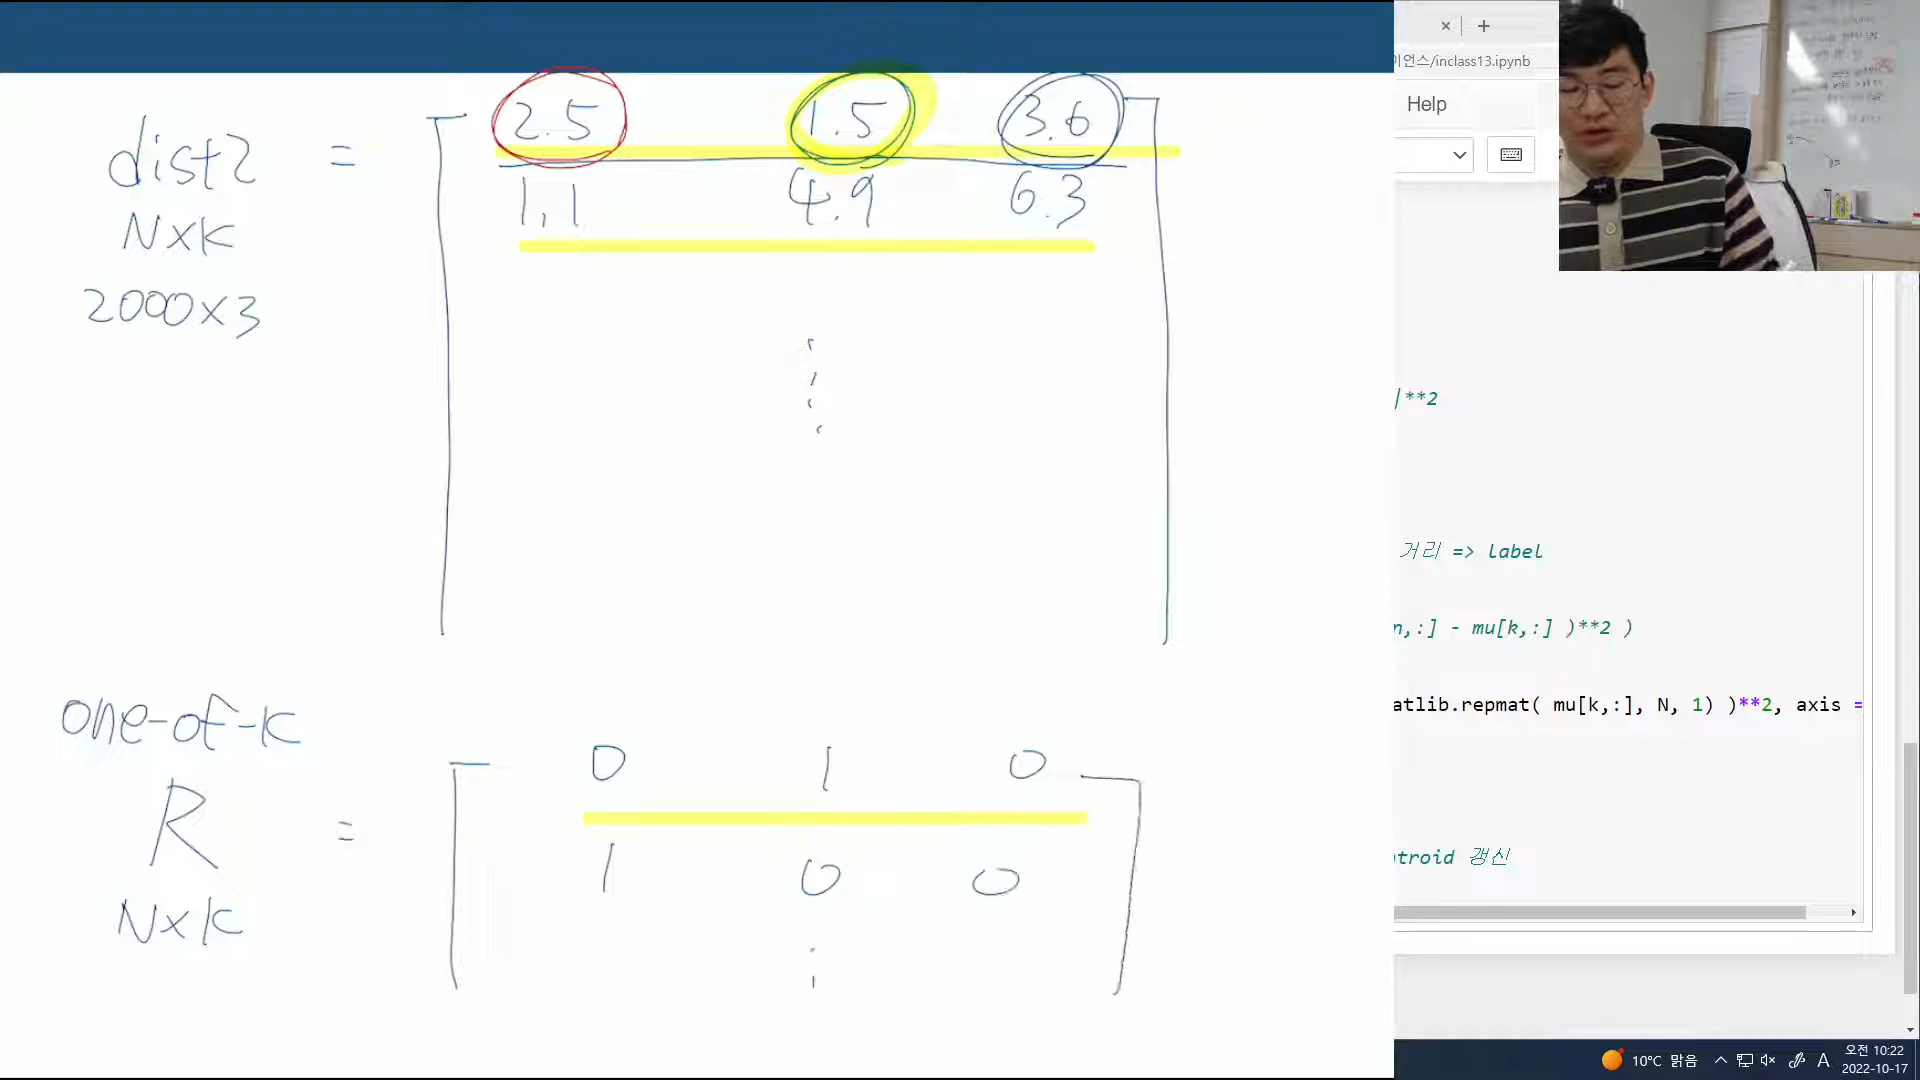 2.5 1.5 3.6
dist2 =
1.1 4.9 6.3
N×K
2000×3
one-of-K
0 1 0
R =
1 0 0
N×K
이언스/inclass13.ipynb
Help
**2
거리 => label
,:] - mu[k,:] )**2 )
atlib.repmat( mu[k,:], N, 1) )**2, axis =
troid 갱신
10°C 맑음
A
오전 10:22
2022-10-17